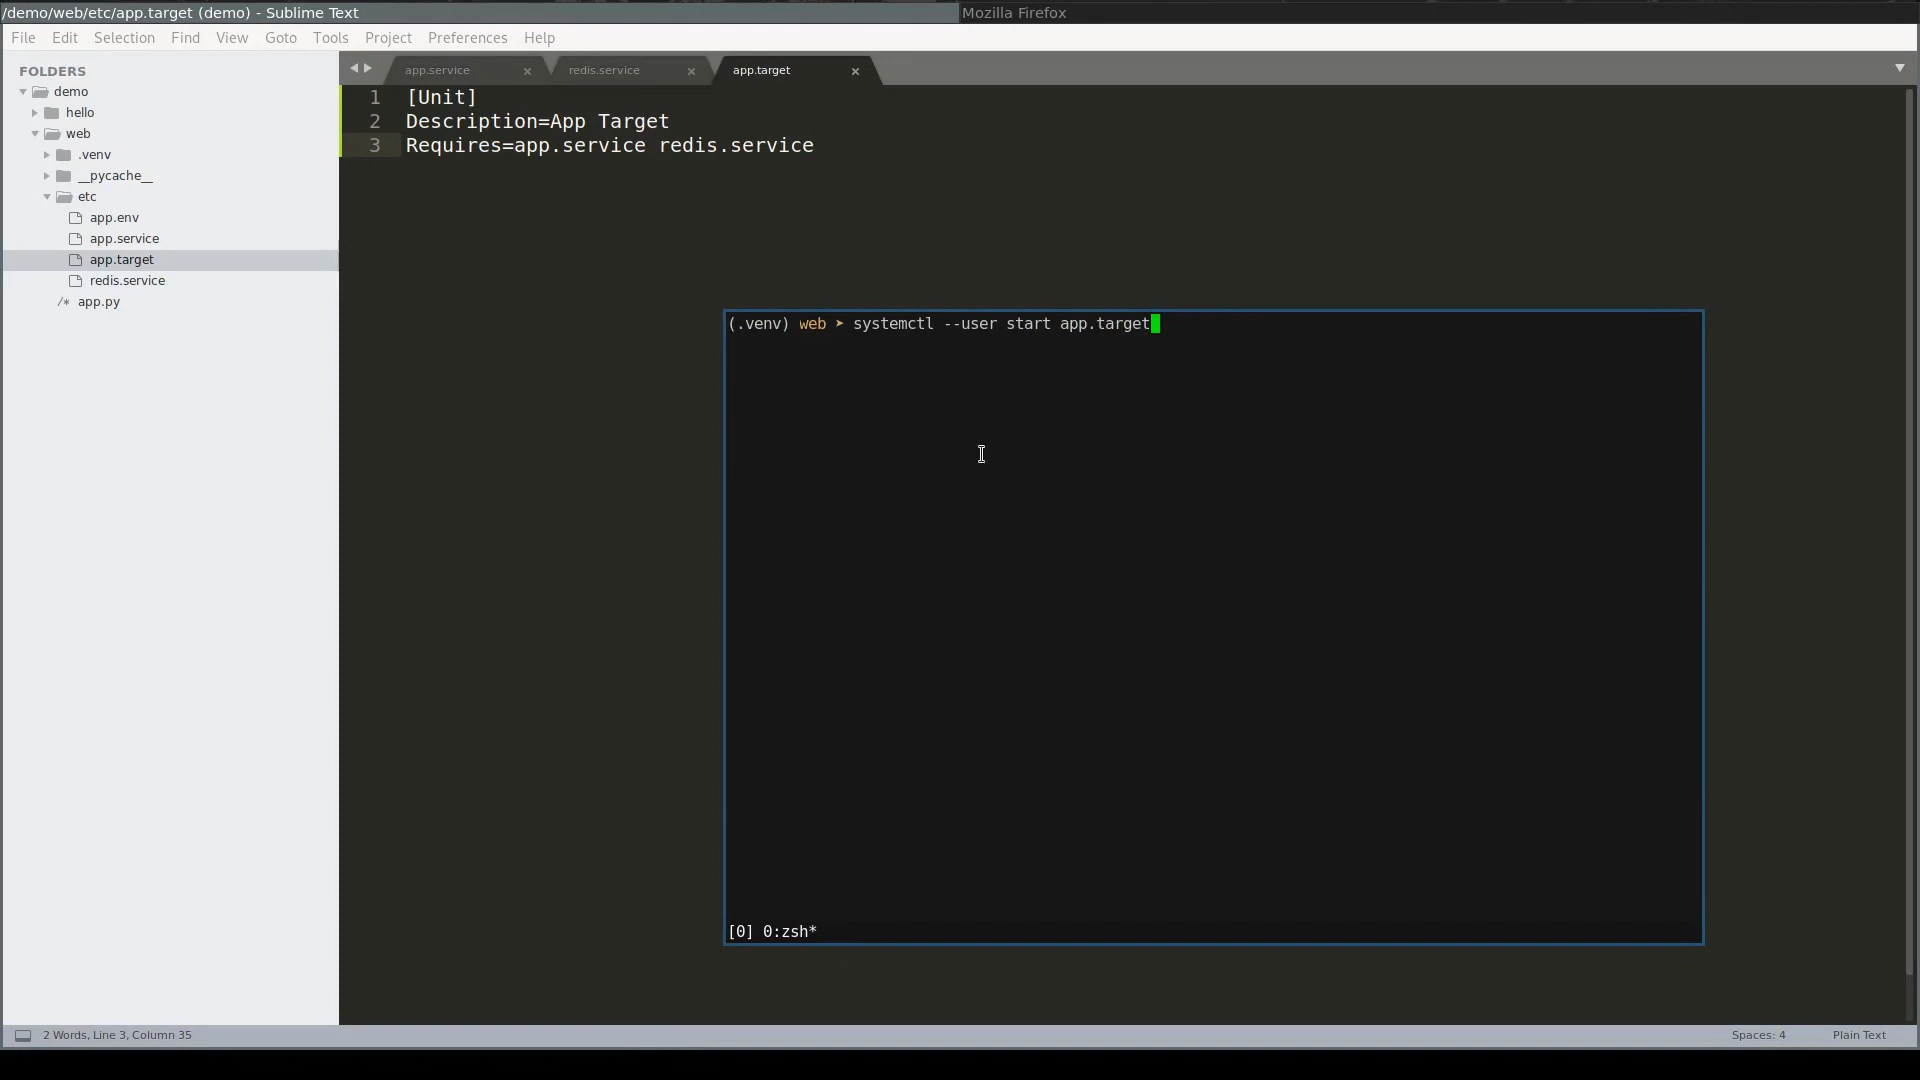 /demo/web/etc/app.target (demo) - Sublime Text
Mozilla Firefox
File Edit Selection Find View Goto Tools Project Preferences Help
FOLDERS
demo
hello
web
.venv
__pycache__
etc
app.env
app.service
app.target
redis.service
/* app.py
app.service × redis.service × app.target ×
1 [Unit]
2 Description=App Target
3 Requires=app.service redis.service
(.venv) web ➤ systemctl --user start app.target
[0] 0:zsh*
2 Words, Line 3, Column 35
Spaces: 4
Plain Text